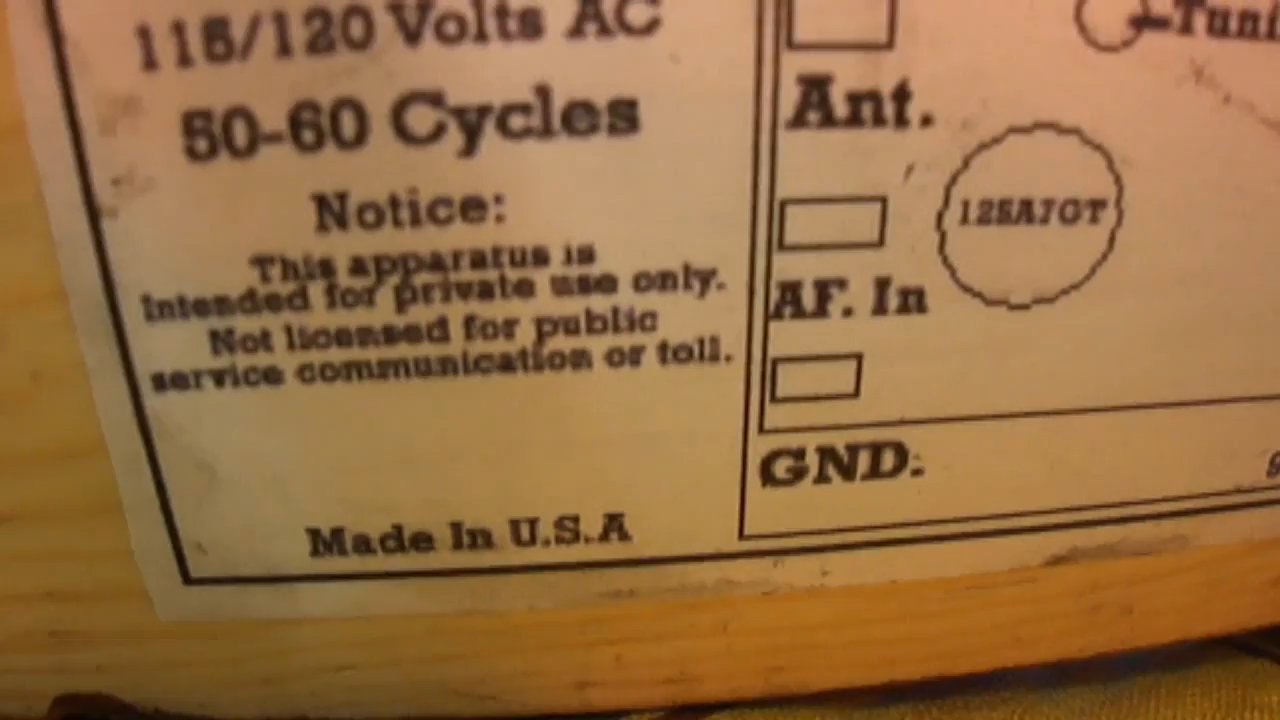 115/120 Volts AC
50-60 Cycles
Notice:
This apparatus is
Intended for private use only.
Not licensed for public
service communication or toll.
Made In U.S.A
Tuni
Ant.
12SA7GT
AF. In
GND.